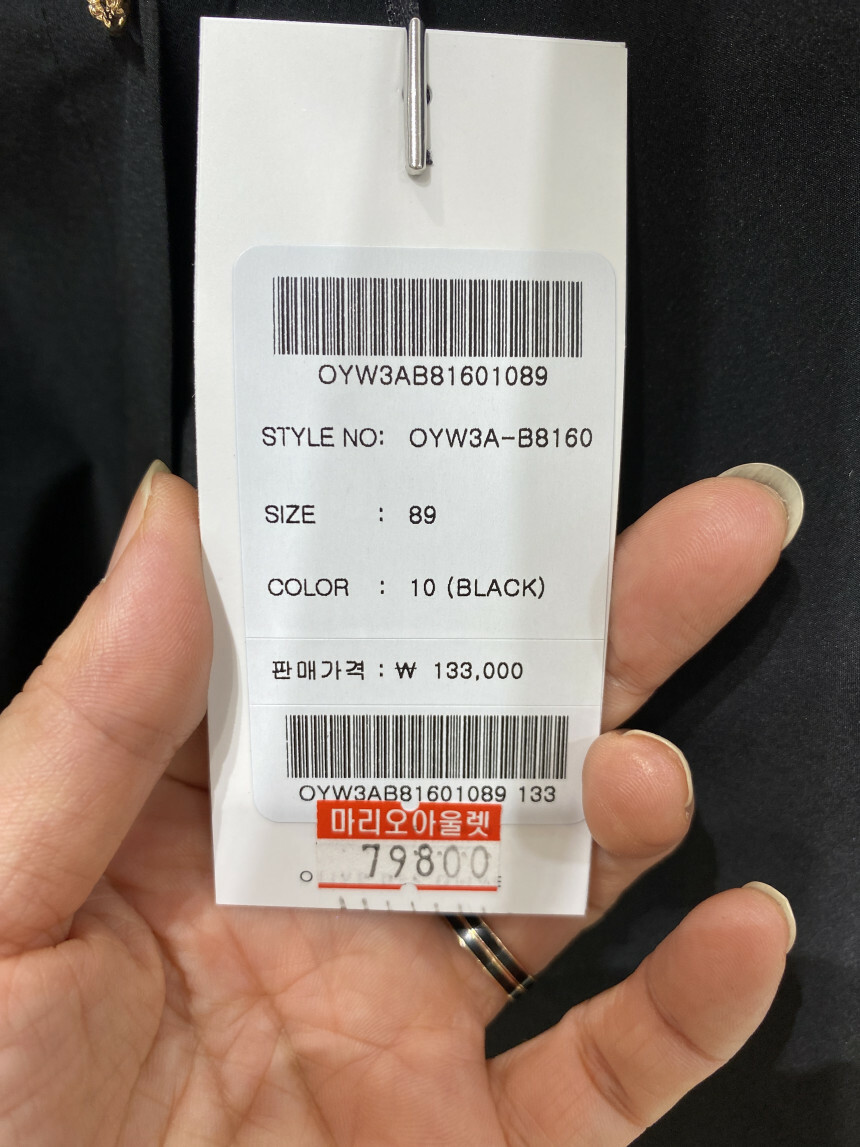 OYW3AB81601089
STYLE NO: OYW3A-B8160
SIZE : 89
COLOR : 10 (BLACK)
판매가격 : ₩ 133,000
OYW3AB81601089 133
마리오아울렛
79800